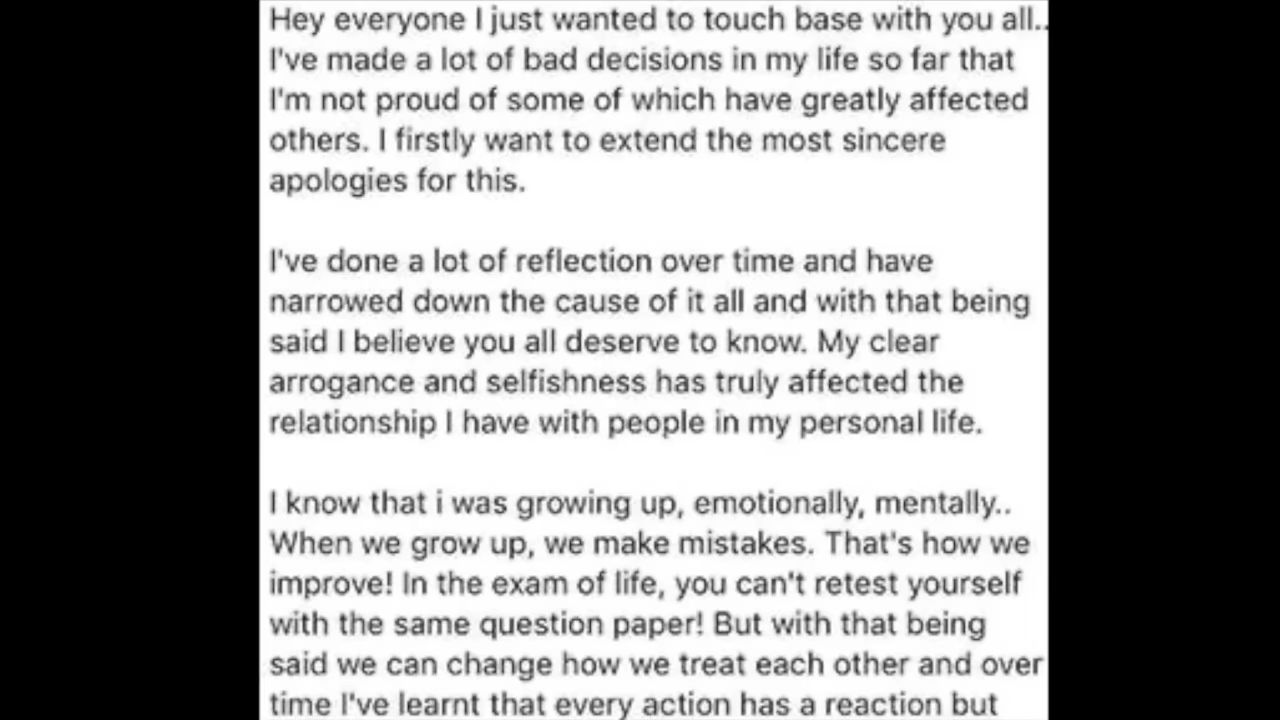 Hey everyone I just wanted to touch base with you all..
I've made a lot of bad decisions in my life so far that
I'm not proud of some of which have greatly affected
others. I firstly want to extend the most sincere
apologies for this.
I've done a lot of reflection over time and have
narrowed down the cause of it all and with that being
said I believe you all deserve to know. My clear
arrogance and selfishness has truly affected the
relationship I have with people in my personal life.
I know that i was growing up, emotionally, mentally..
When we grow up, we make mistakes. That's how we
improve! In the exam of life, you can't retest yourself
with the same question paper! But with that being
said we can change how we treat each other and over
time I've learnt that every action has a reaction but